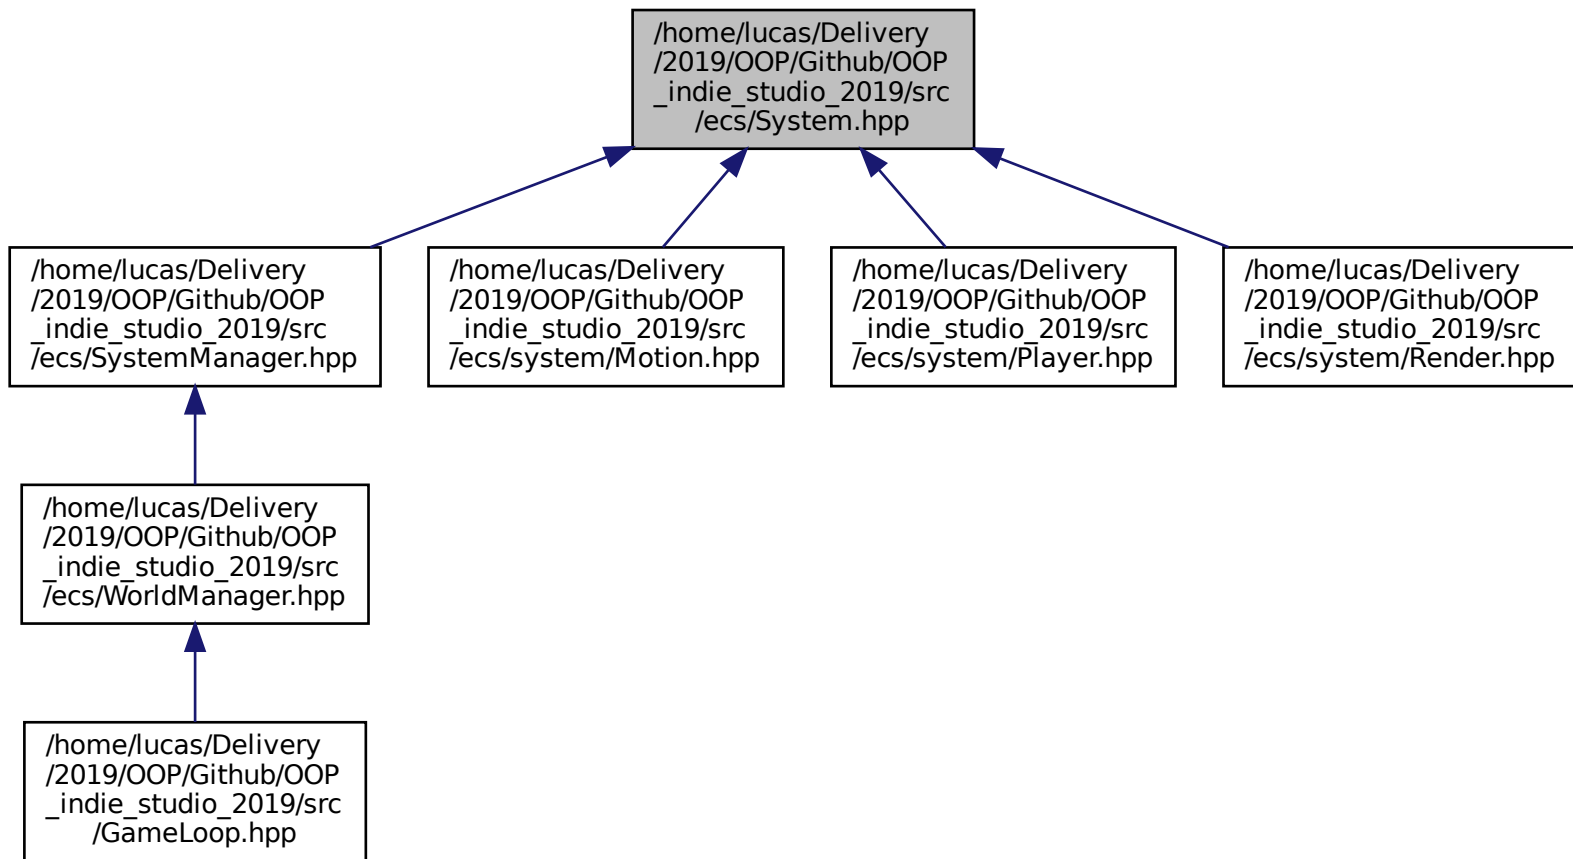 /home/lucas/Delivery
/2019/OOP/Github/OOP
_indie_studio_2019/src
/ecs/System.hpp
/home/lucas/Delivery
/2019/OOP/Github/OOP
_indie_studio_2019/src
/ecs/SystemManager.hpp
/home/lucas/Delivery
/2019/OOP/Github/OOP
_indie_studio_2019/src
/ecs/system/Motion.hpp
/home/lucas/Delivery
/2019/OOP/Github/OOP
_indie_studio_2019/src
/ecs/system/Player.hpp
/home/lucas/Delivery
/2019/OOP/Github/OOP
_indie_studio_2019/src
/ecs/system/Render.hpp
/home/lucas/Delivery
/2019/OOP/Github/OOP
_indie_studio_2019/src
/ecs/WorldManager.hpp
/home/lucas/Delivery
/2019/OOP/Github/OOP
_indie_studio_2019/src
/GameLoop.hpp